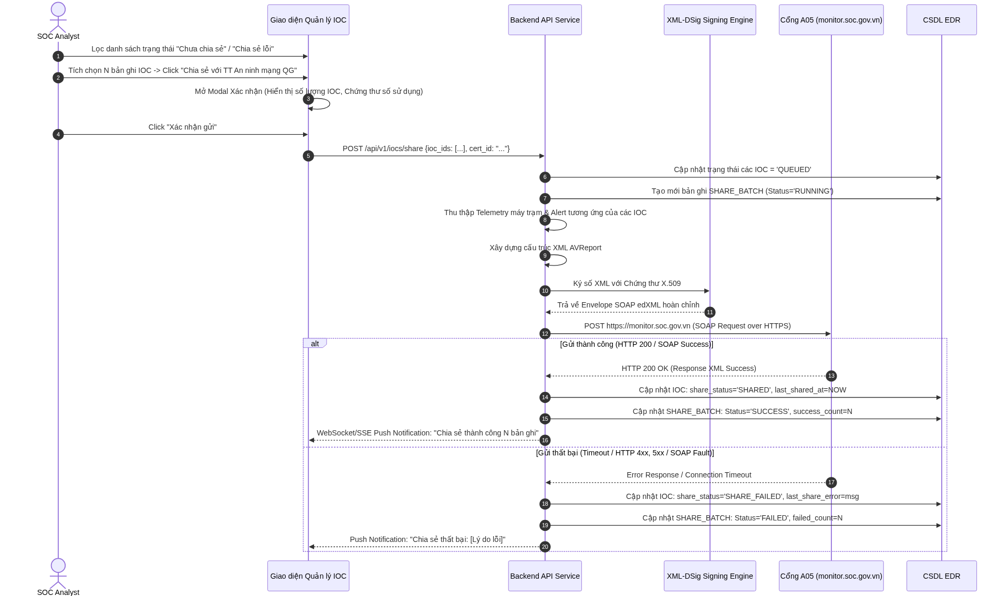 Giao diện Quản lý IOC
Backend API Service
XML-DSig Signing Engine
Cổng A05 (monitor.soc.gov.vn)
CSDL EDR
SOC Analyst
Lọc danh sách trạng thái "Chưa chia sẻ" / "Chia sẻ lỗi"
1
Tích chọn N bản ghi IOC -> Click "Chia sẻ với TT An ninh mạng QG"
2
Mở Modal Xác nhận (Hiển thị số lượng IOC, Chứng thư số sử dụng)
3
Click "Xác nhận gửi"
4
POST /api/v1/iocs/share {ioc_ids: [...], cert_id: "..."}
5
Cập nhật trạng thái các IOC = 'QUEUED'
6
Tạo mới bản ghi SHARE_BATCH (Status='RUNNING')
7
Thu thập Telemetry máy trạm & Alert tương ứng của các IOC
8
Xây dựng cấu trúc XML AVReport
9
Ký số XML với Chứng thư X.509
10
Trả về Envelope SOAP edXML hoàn chỉnh
11
POST https://monitor.soc.gov.vn (SOAP Request over HTTPS)
12
alt
[Gửi thành công (HTTP 200 / SOAP Success)]
HTTP 200 OK (Response XML Success)
13
Cập nhật IOC: share_status='SHARED', last_shared_at=NOW
14
Cập nhật SHARE_BATCH: Status='SUCCESS', success_count=N
15
WebSocket/SSE Push Notification: "Chia sẻ thành công N bản ghi"
16
[Gửi thất bại (Timeout / HTTP 4xx, 5xx / SOAP Fault)]
Error Response / Connection Timeout
17
Cập nhật IOC: share_status='SHARE_FAILED', last_share_error=msg
18
Cập nhật SHARE_BATCH: Status='FAILED', failed_count=N
19
Push Notification: "Chia sẻ thất bại: [Lý do lỗi]"
20
Giao diện Quản lý IOC
Backend API Service
XML-DSig Signing Engine
Cổng A05 (monitor.soc.gov.vn)
CSDL EDR
SOC Analyst